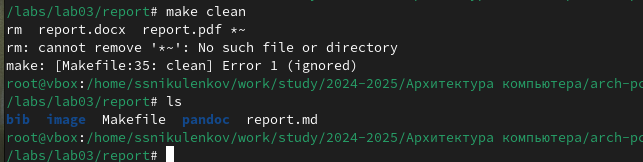 /labs/lab03/report# make clean
rm  report.docx  report.pdf *~
rm: cannot remove '*~': No such file or directory
make: [Makefile:35: clean] Error 1 (ignored)
root@vbox:/home/ssnikulenkov/work/study/2024-2025/Архитектура компьютера/arch-pc
/labs/lab03/report# ls
bib  image  Makefile  pandoc  report.md
root@vbox:/home/ssnikulenkov/work/study/2024-2025/Архитектура компьютера/arch-pc
/labs/lab03/report#